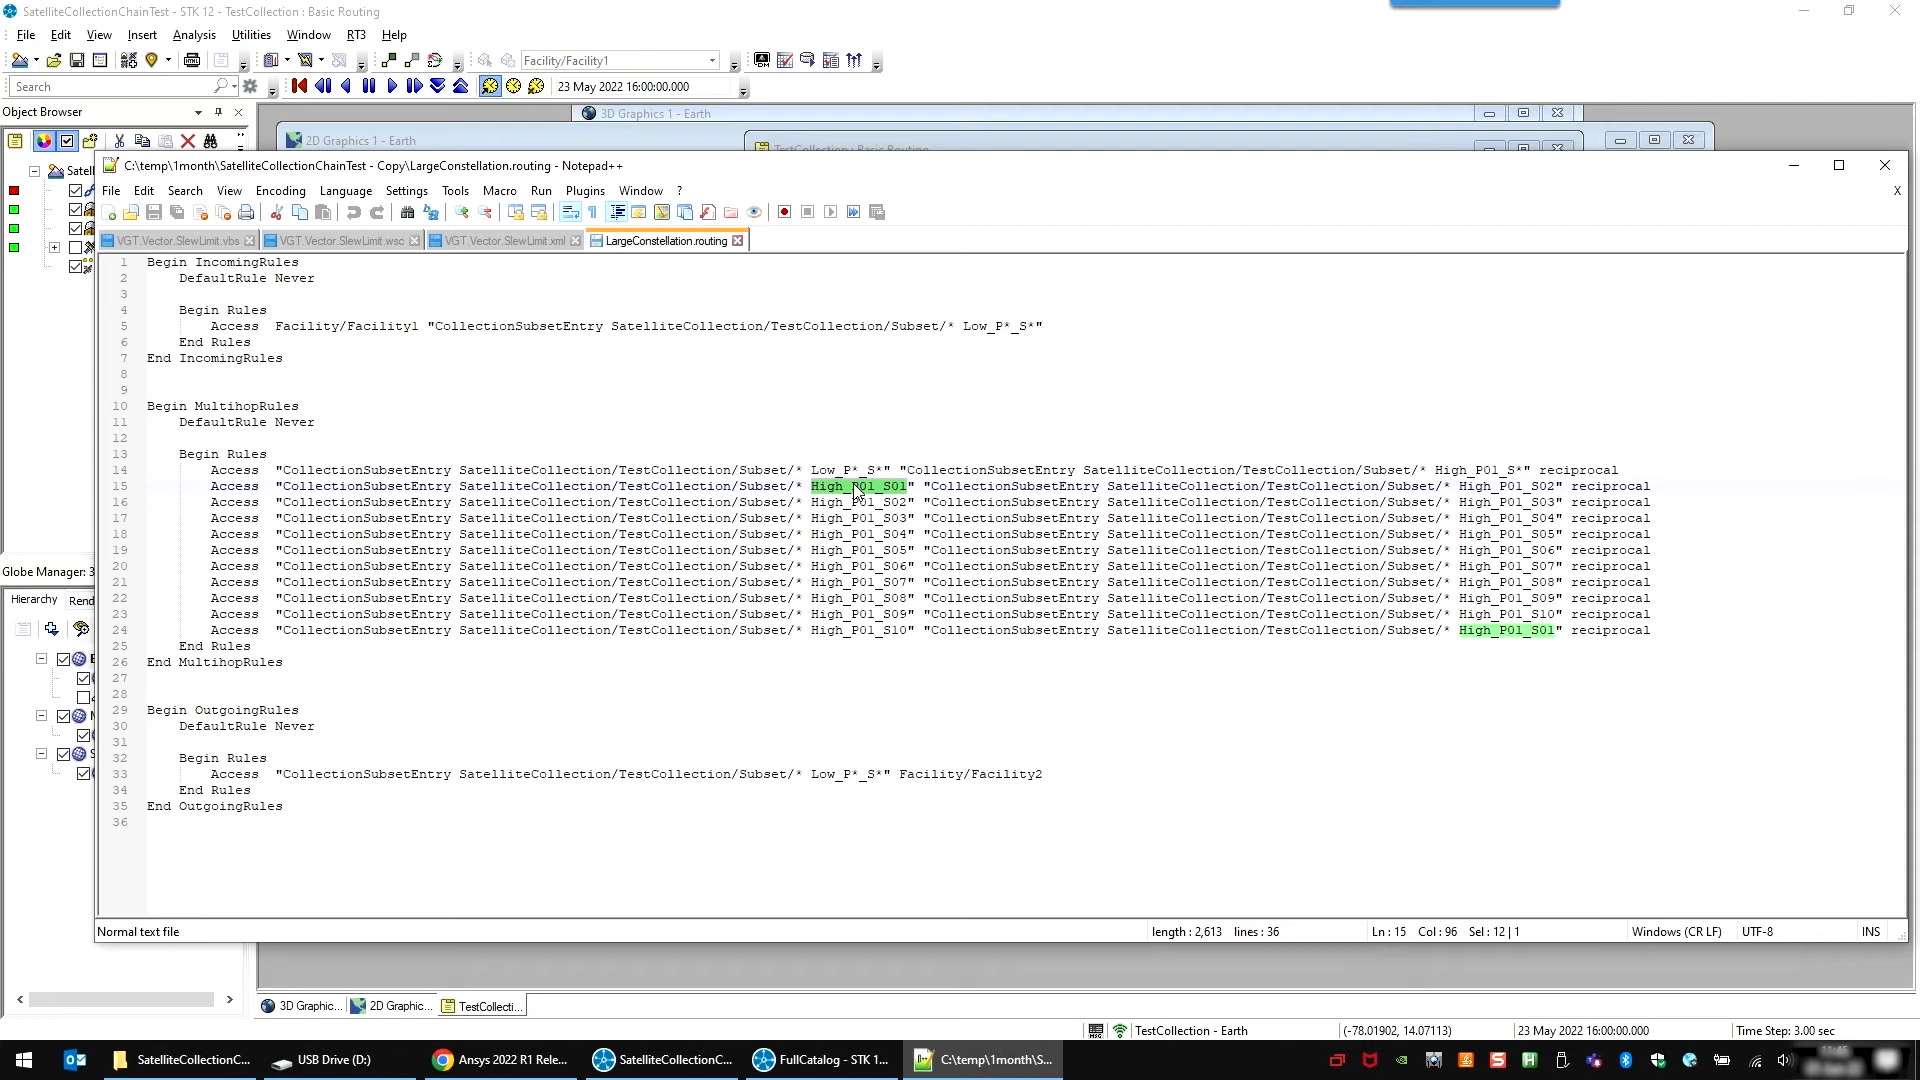 SatelliteCollectionChainTest - STK 12 - TestCollection : Basic Routing
File Edit View Insert Analysis Utilities Window RT3 Help
Facility/Facility1
Search
23 May 2022 16:00:00.000
Object Browser
3D Graphics 1 - Earth
2D Graphics 1 - Earth
TestCollection : Basic Routing
Satell
C:\temp\1month\SatelliteCollectionChainTest - Copy\LargeConstellation.routing - Notepad++
File Edit Search View Encoding Language Settings Tools Macro Run Plugins Window ? X
VGT.Vector.SlewLimit.vbs VGT.Vector.SlewLimit.wsc VGT.Vector.SlewLimit.xml LargeConstellation.routing
1 Begin IncomingRules
2 DefaultRule Never
3
4 Begin Rules
5 Access Facility/Facility1 "CollectionSubsetEntry SatelliteCollection/TestCollection/Subset/* Low_P*_S*"
6 End Rules
7 End IncomingRules
8
9
10 Begin MultihopRules
11 DefaultRule Never
12
13 Begin Rules
14 Access "CollectionSubsetEntry SatelliteCollection/TestCollection/Subset/* Low_P*_S*" "CollectionSubsetEntry SatelliteCollection/TestCollection/Subset/* High_P01_S*" reciprocal
15 Access "CollectionSubsetEntry SatelliteCollection/TestCollection/Subset/* High_P01_S01" "CollectionSubsetEntry SatelliteCollection/TestCollection/Subset/* High_P01_S02" reciprocal
16 Access "CollectionSubsetEntry SatelliteCollection/TestCollection/Subset/* High_P01_S02" "CollectionSubsetEntry SatelliteCollection/TestCollection/Subset/* High_P01_S03" reciprocal
17 Access "CollectionSubsetEntry SatelliteCollection/TestCollection/Subset/* High_P01_S03" "CollectionSubsetEntry SatelliteCollection/TestCollection/Subset/* High_P01_S04" reciprocal
18 Access "CollectionSubsetEntry SatelliteCollection/TestCollection/Subset/* High_P01_S04" "CollectionSubsetEntry SatelliteCollection/TestCollection/Subset/* High_P01_S05" reciprocal
19 Access "CollectionSubsetEntry SatelliteCollection/TestCollection/Subset/* High_P01_S05" "CollectionSubsetEntry SatelliteCollection/TestCollection/Subset/* High_P01_S06" reciprocal
20 Access "CollectionSubsetEntry SatelliteCollection/TestCollection/Subset/* High_P01_S06" "CollectionSubsetEntry SatelliteCollection/TestCollection/Subset/* High_P01_S07" reciprocal
21 Access "CollectionSubsetEntry SatelliteCollection/TestCollection/Subset/* High_P01_S07" "CollectionSubsetEntry SatelliteCollection/TestCollection/Subset/* High_P01_S08" reciprocal
22 Access "CollectionSubsetEntry SatelliteCollection/TestCollection/Subset/* High_P01_S08" "CollectionSubsetEntry SatelliteCollection/TestCollection/Subset/* High_P01_S09" reciprocal
23 Access "CollectionSubsetEntry SatelliteCollection/TestCollection/Subset/* High_P01_S09" "CollectionSubsetEntry SatelliteCollection/TestCollection/Subset/* High_P01_S10" reciprocal
24 Access "CollectionSubsetEntry SatelliteCollection/TestCollection/Subset/* High_P01_S10" "CollectionSubsetEntry SatelliteCollection/TestCollection/Subset/* High_P01_S01" reciprocal
25 End Rules
26 End MultihopRules
27
28
29 Begin OutgoingRules
30 DefaultRule Never
31
32 Begin Rules
33 Access "CollectionSubsetEntry SatelliteCollection/TestCollection/Subset/* Low_P*_S*" Facility/Facility2
34 End Rules
35 End OutgoingRules
36
Globe Manager: 3
Hierarchy Rend
Normal text file length : 2,613 lines : 36 Ln : 15 Col : 96 Sel : 12 | 1 Windows (CR LF) UTF-8 INS
3D Graphic... 2D Graphic... TestCollecti...
TestCollection - Earth (-78.01902, 14.07113) 23 May 2022 16:00:00.000 Time Step: 3.00 sec
SatelliteCollectionC... USB Drive (D:) Ansys 2022 R1 Rele... SatelliteCollectionC... FullCatalog - STK 1... C:\temp\1month\S...